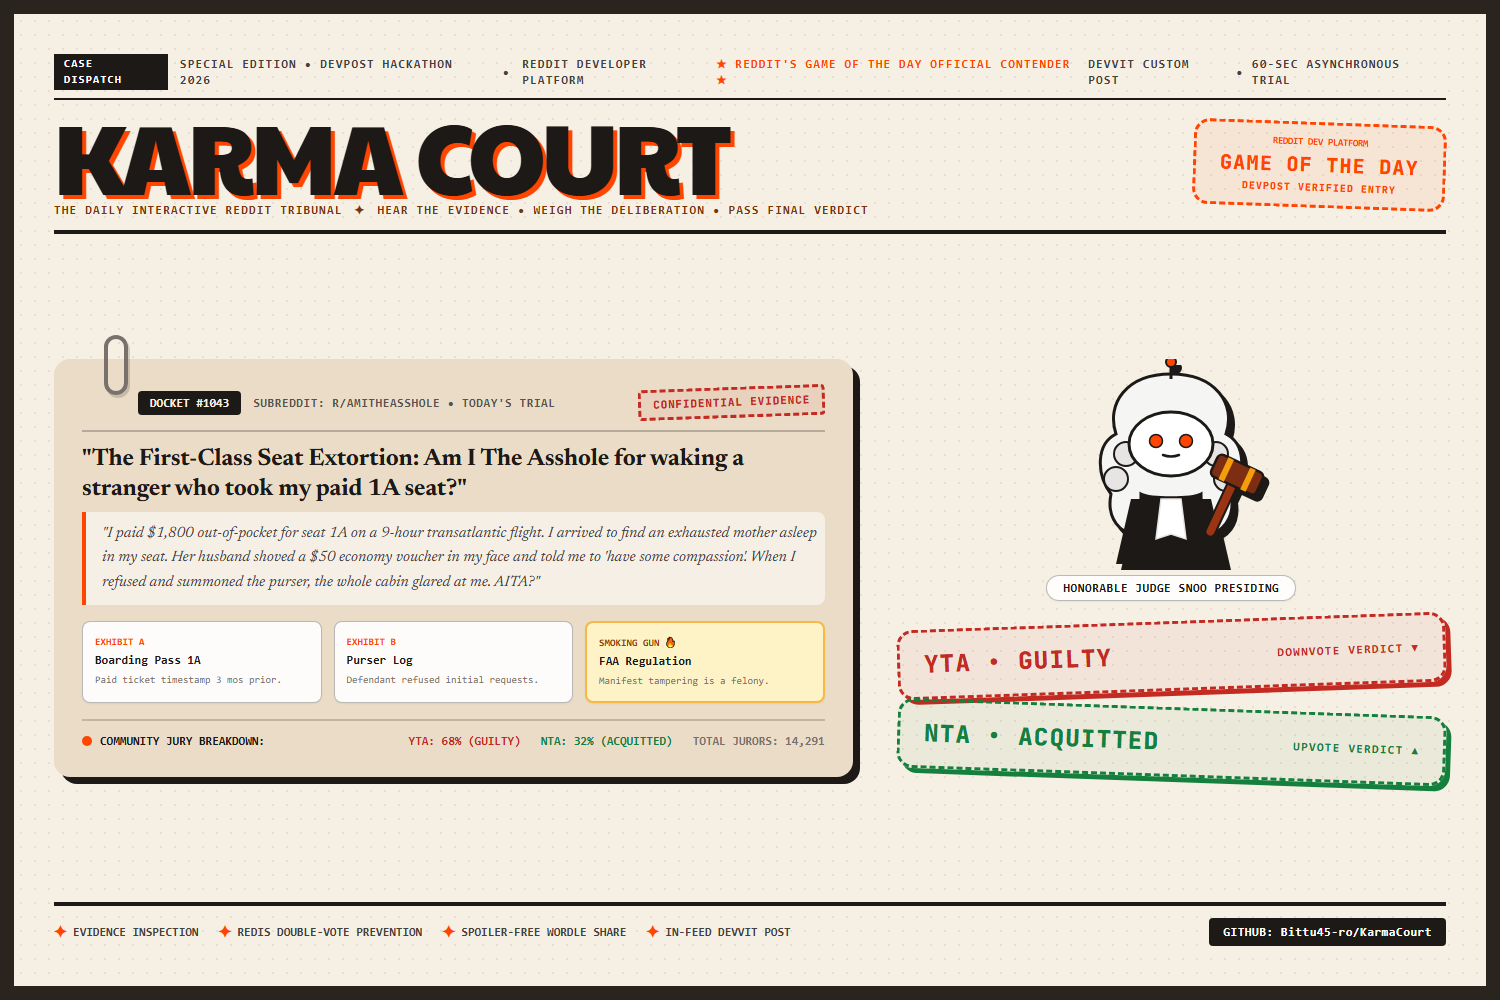 CASE DISPATCH
SPECIAL EDITION • DEVPOST HACKATHON 2026
•
REDDIT DEVELOPER PLATFORM
★ REDDIT'S GAME OF THE DAY OFFICIAL CONTENDER ★
DEVVIT CUSTOM POST
•
60-SEC ASYNCHRONOUS TRIAL
KARMA COURT
THE DAILY INTERACTIVE REDDIT TRIBUNAL ✦ HEAR THE EVIDENCE • WEIGH THE DELIBERATION • PASS FINAL VERDICT
REDDIT DEV PLATFORM
GAME OF THE DAY
DEVPOST VERIFIED ENTRY
DOCKET #1043
SUBREDDIT: R/AMITHEASSHOLE • TODAY'S TRIAL
CONFIDENTIAL EVIDENCE
"The First-Class Seat Extortion: Am I The Asshole for waking a
stranger who took my paid 1A seat?"
"I paid $1,800 out-of-pocket for seat 1A on a 9-hour transatlantic flight. I arrived to find an exhausted mother asleep
in my seat. Her husband shoved a $50 economy voucher in my face and told me to 'have some compassion'. When I
refused and summoned the purser, the whole cabin glared at me. AITA?"
EXHIBIT A
Boarding Pass 1A
Paid ticket timestamp 3 mos prior.
EXHIBIT B
Purser Log
Defendant refused initial requests.
SMOKING GUN 🔥
FAA Regulation
Manifest tampering is a felony.
COMMUNITY JURY BREAKDOWN:
YTA: 68% (GUILTY)
NTA: 32% (ACQUITTED)
TOTAL JURORS: 14,291
HONORABLE JUDGE SNOO PRESIDING
YTA • GUILTY
DOWNVOTE VERDICT ▼
NTA • ACQUITTED
UPVOTE VERDICT ▲
✦ EVIDENCE INSPECTION
✦ REDIS DOUBLE-VOTE PREVENTION
✦ SPOILER-FREE WORDLE SHARE
✦ IN-FEED DEVVIT POST
GITHUB: Bittu45-ro/KarmaCourt